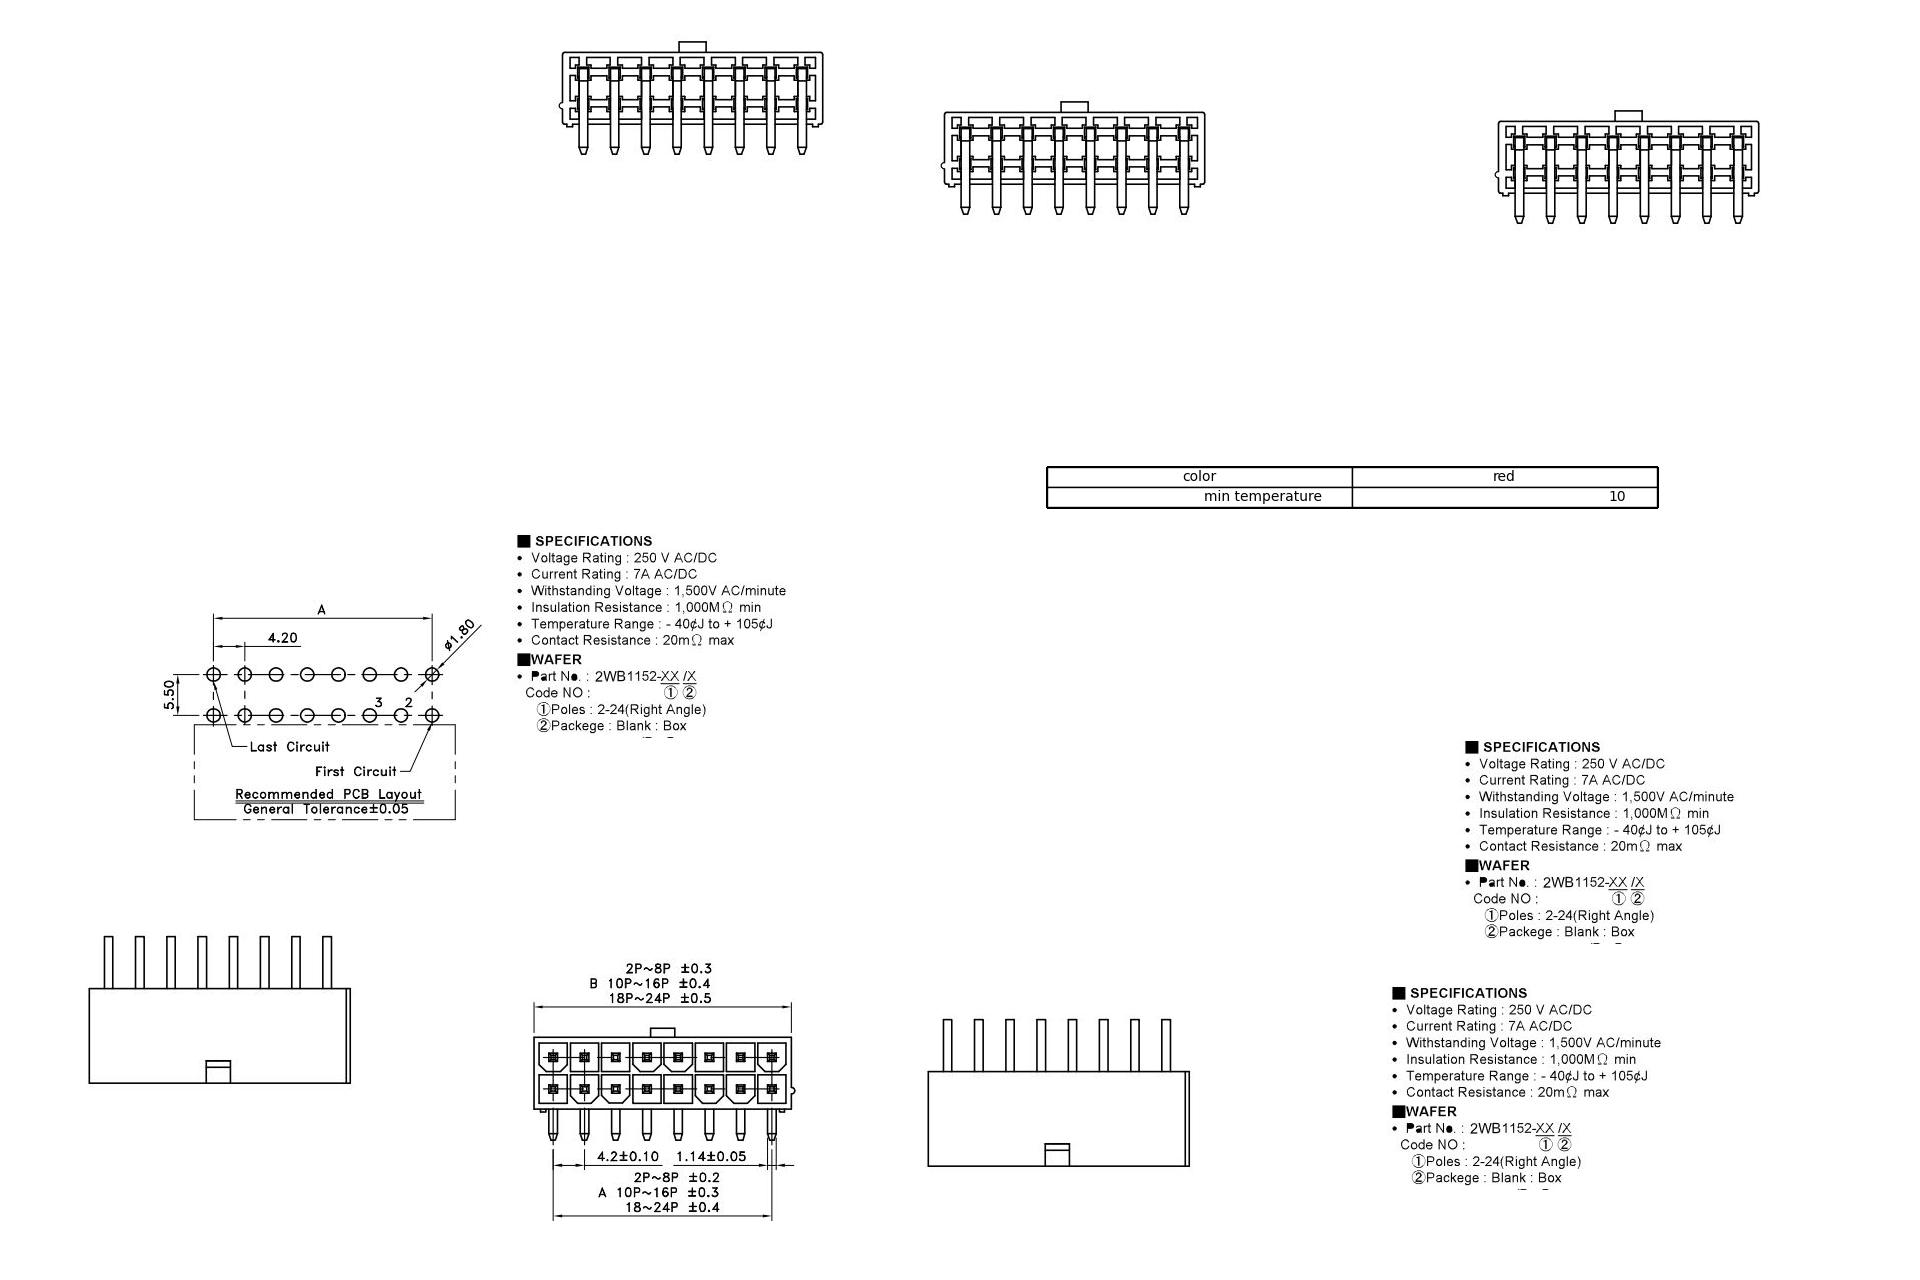 color red
min temperature 10
■ SPECIFICATIONS
• Voltage Rating : 250 V AC/DC
• Current Rating : 7A AC/DC
• Withstanding Voltage : 1,500V AC/minute
• Insulation Resistance : 1,000MΩ min
• Temperature Range : - 40¢J to + 105¢J
• Contact Resistance : 20mΩ max
■WAFER
• Part No. : 2WB1152-XX /X
Code NO : ① ②
①Poles : 2-24(Right Angle)
②Packege : Blank : Box
A
4.20
ø1.80
5.50
3 2
Last Circuit
First Circuit
Recommended PCB Layout
General Tolerance±0.05
■ SPECIFICATIONS
• Voltage Rating : 250 V AC/DC
• Current Rating : 7A AC/DC
• Withstanding Voltage : 1,500V AC/minute
• Insulation Resistance : 1,000MΩ min
• Temperature Range : - 40¢J to + 105¢J
• Contact Resistance : 20mΩ max
■WAFER
• Part No. : 2WB1152-XX /X
Code NO : ① ②
①Poles : 2-24(Right Angle)
②Packege : Blank : Box
2P~8P ±0.3
B 10P~16P ±0.4
18P~24P ±0.5
4.2±0.10 1.14±0.05
2P~8P ±0.2
A 10P~16P ±0.3
18~24P ±0.4
■ SPECIFICATIONS
• Voltage Rating : 250 V AC/DC
• Current Rating : 7A AC/DC
• Withstanding Voltage : 1,500V AC/minute
• Insulation Resistance : 1,000MΩ min
• Temperature Range : - 40¢J to + 105¢J
• Contact Resistance : 20mΩ max
■WAFER
• Part No. : 2WB1152-XX /X
Code NO : ① ②
①Poles : 2-24(Right Angle)
②Packege : Blank : Box